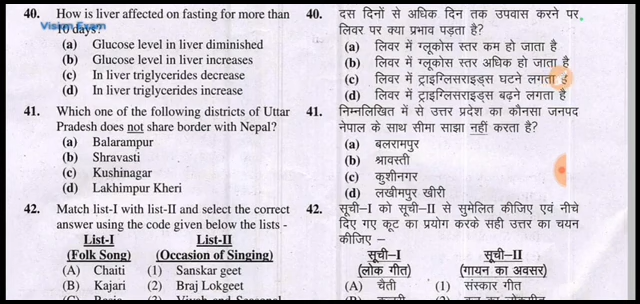 40. How is liver affected on fasting for more than
10 days?
Vision Exam
(a) Glucose level in liver diminished
(b) Glucose level in liver increases
(c) In liver triglycerides decrease
(d) In liver triglycerides increase
41. Which one of the following districts of Uttar
Pradesh does not share border with Nepal?
(a) Balarampur
(b) Shravasti
(c) Kushinagar
(d) Lakhimpur Kheri
42. Match list-I with list-II and select the correct
answer using the code given below the lists -
List-I List-II
(Folk Song) (Occasion of Singing)
(A) Chaiti (1) Sanskar geet
(B) Kajari (2) Braj Lokgeet
40. दस दिनों से अधिक दिन तक उपवास करने पर
लिवर पर क्या प्रभाव पड़ता है?
(a) लिवर में ग्लूकोस स्तर कम हो जाता है
(b) लिवर में ग्लूकोस स्तर अधिक हो जाता है
(c) लिवर में ट्राइग्लिसराइड्स घटने लगता है
(d) लिवर में ट्राइग्लिसराइड्स बढ़ने लगता है
41. निम्नलिखित में से उत्तर प्रदेश का कौनसा जनपद
नेपाल के साथ सीमा साझा नहीं करता है?
(a) बलरामपुर
(b) श्रावस्ती
(c) कुशीनगर
(d) लखीमपुर खीरी
42. सूची–I को सूची–II से सुमेलित कीजिए एवं नीचे
दिए गए कूट का प्रयोग करके सही उत्तर का चयन
कीजिए –
सूची–I सूची–II
(लोक गीत) (गायन का अवसर)
(A) चैती (1) संस्कार गीत